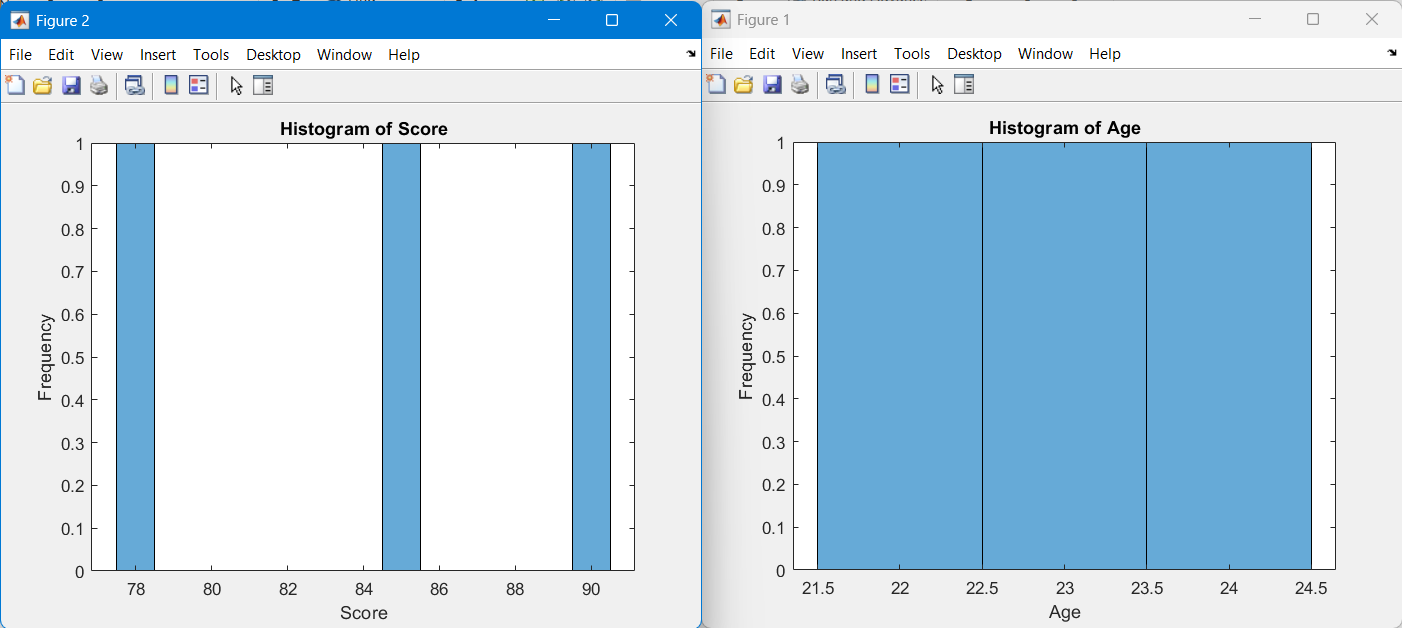 Figure 2
File Edit View Insert Tools Desktop Window Help
Histogram of Score
1
0.9
0.8
0.7
0.6
0.5
0.4
0.3
0.2
0.1
0
Frequency
78 80 82 84 86 88 90
Score
Figure 1
File Edit View Insert Tools Desktop Window Help
Histogram of Age
1
0.9
0.8
0.7
0.6
0.5
0.4
0.3
0.2
0.1
0
Frequency
21.5 22 22.5 23 23.5 24 24.5
Age